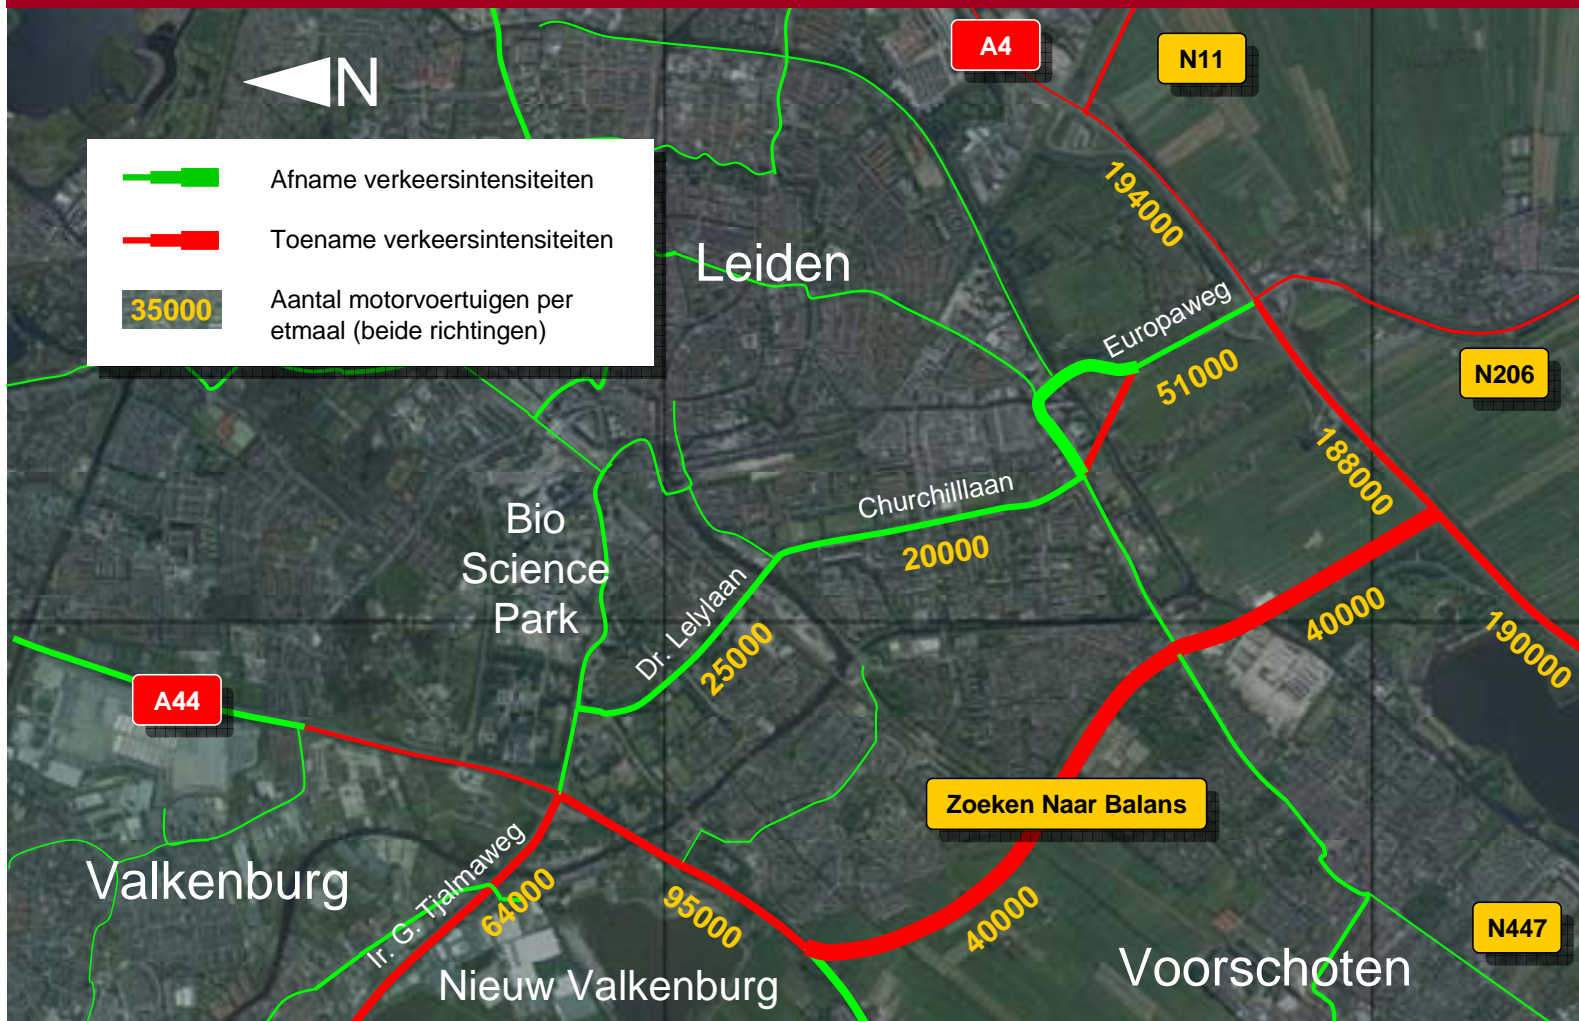 A4
N11
N
Afname verkeersintensiteiten
Toename verkeersintensiteiten
35000
Aantal motorvoertuigen per
etmaal (beide richtingen)
194000
Leiden
Europaweg
51000
N206
188000
Churchilllaan
20000
Bio
Science
Park
Dr. Lelylaan
25000
40000
190000
A44
Zoeken Naar Balans
Valkenburg
Ir. G. Tjalmaweg
64000
95000
40000
N447
Voorschoten
Nieuw Valkenburg